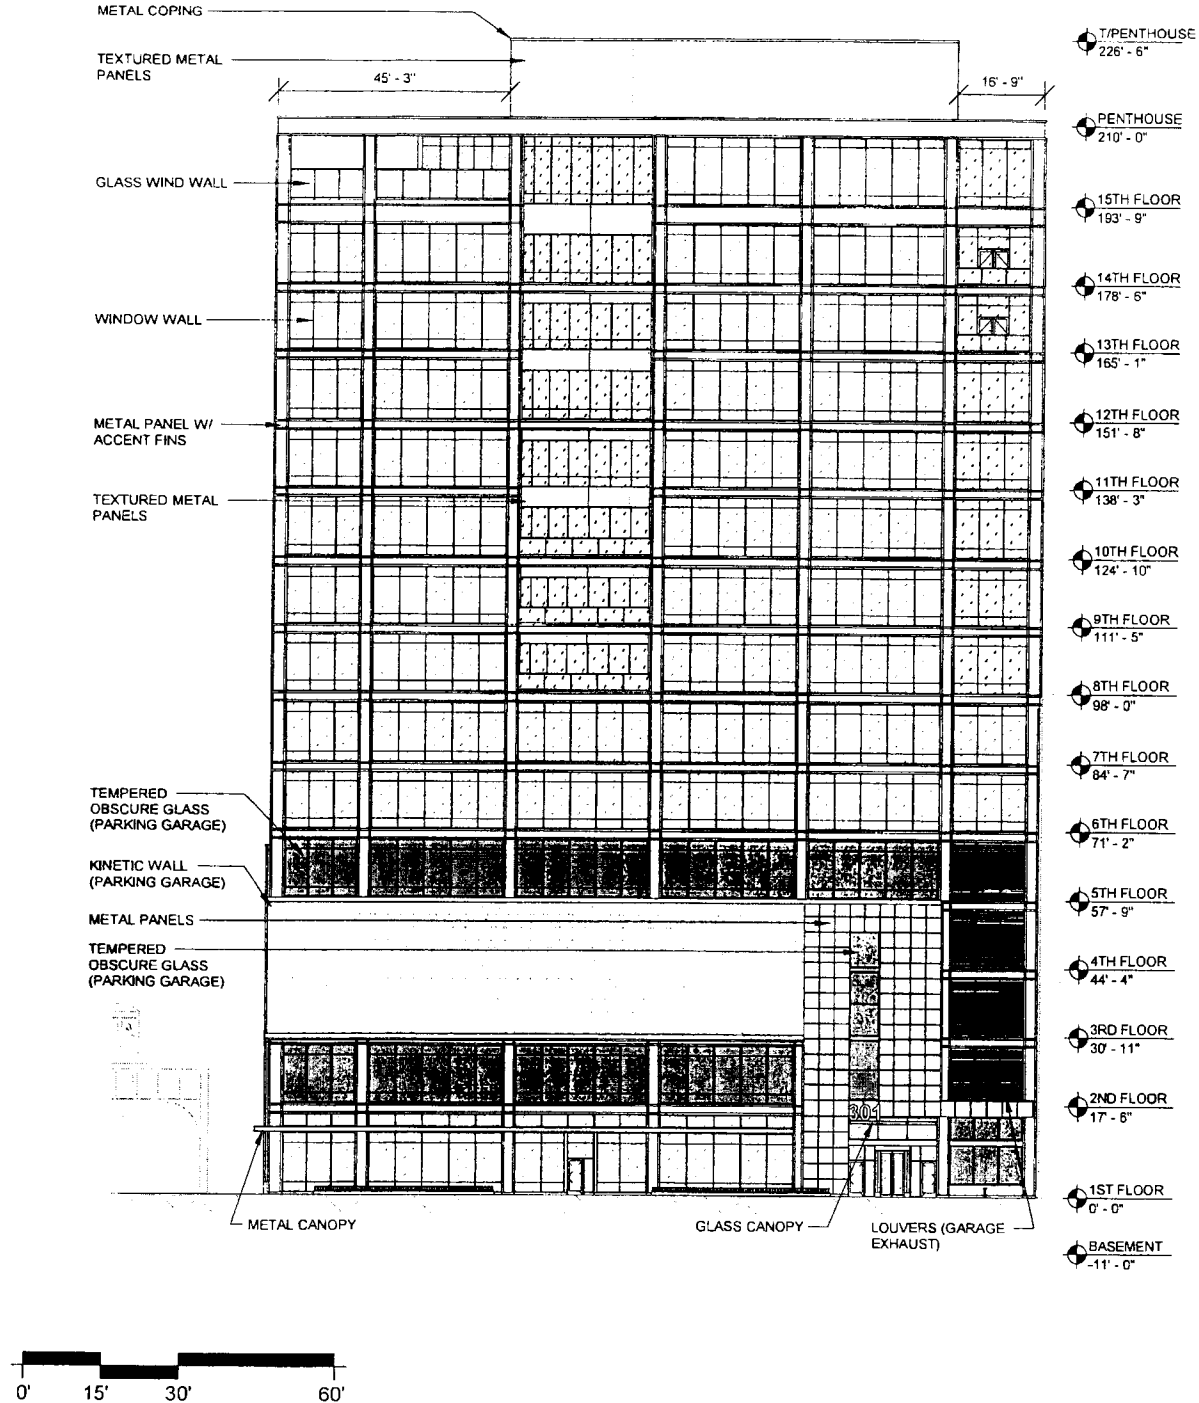 METAL COPING
TEXTURED METAL
PANELS
45' - 3"
16' - 9"
T/PENTHOUSE
226' - 6"
PENTHOUSE
210' - 0"
GLASS WIND WALL
15TH FLOOR
193' - 9"
14TH FLOOR
178' - 6"
WINDOW WALL
13TH FLOOR
165' - 1"
METAL PANEL W/
ACCENT FINS
12TH FLOOR
151' - 8"
TEXTURED METAL
PANELS
11TH FLOOR
138' - 3"
10TH FLOOR
124' - 10"
9TH FLOOR
111' - 5"
8TH FLOOR
98' - 0"
7TH FLOOR
84' - 7"
TEMPERED
OBSCURE GLASS
(PARKING GARAGE)
6TH FLOOR
71' - 2"
KINETIC WALL
(PARKING GARAGE)
5TH FLOOR
57' - 9"
METAL PANELS
TEMPERED
OBSCURE GLASS
(PARKING GARAGE)
4TH FLOOR
44' - 4"
3RD FLOOR
30' - 11"
2ND FLOOR
17' - 6"
301
1ST FLOOR
0' - 0"
METAL CANOPY
GLASS CANOPY
LOUVERS (GARAGE
EXHAUST)
BASEMENT
-11' - 0"
0' 15' 30' 60'